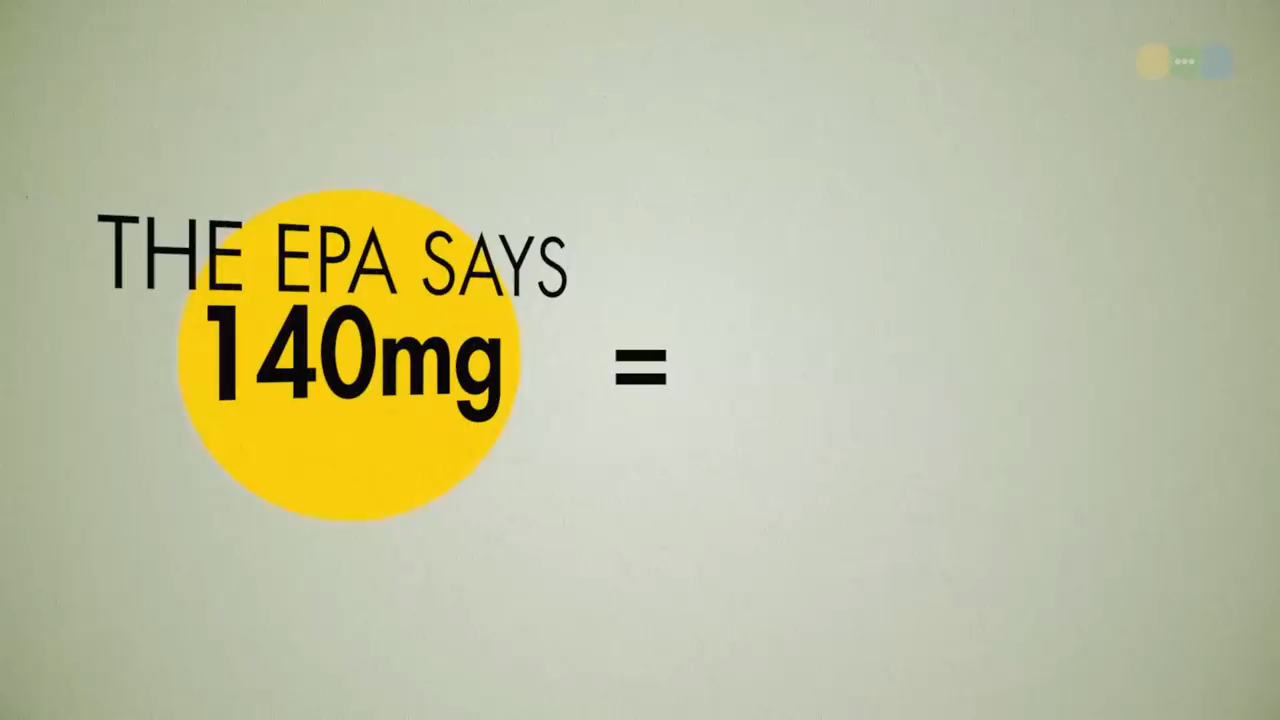 THE EPA SAYS
140mg
=